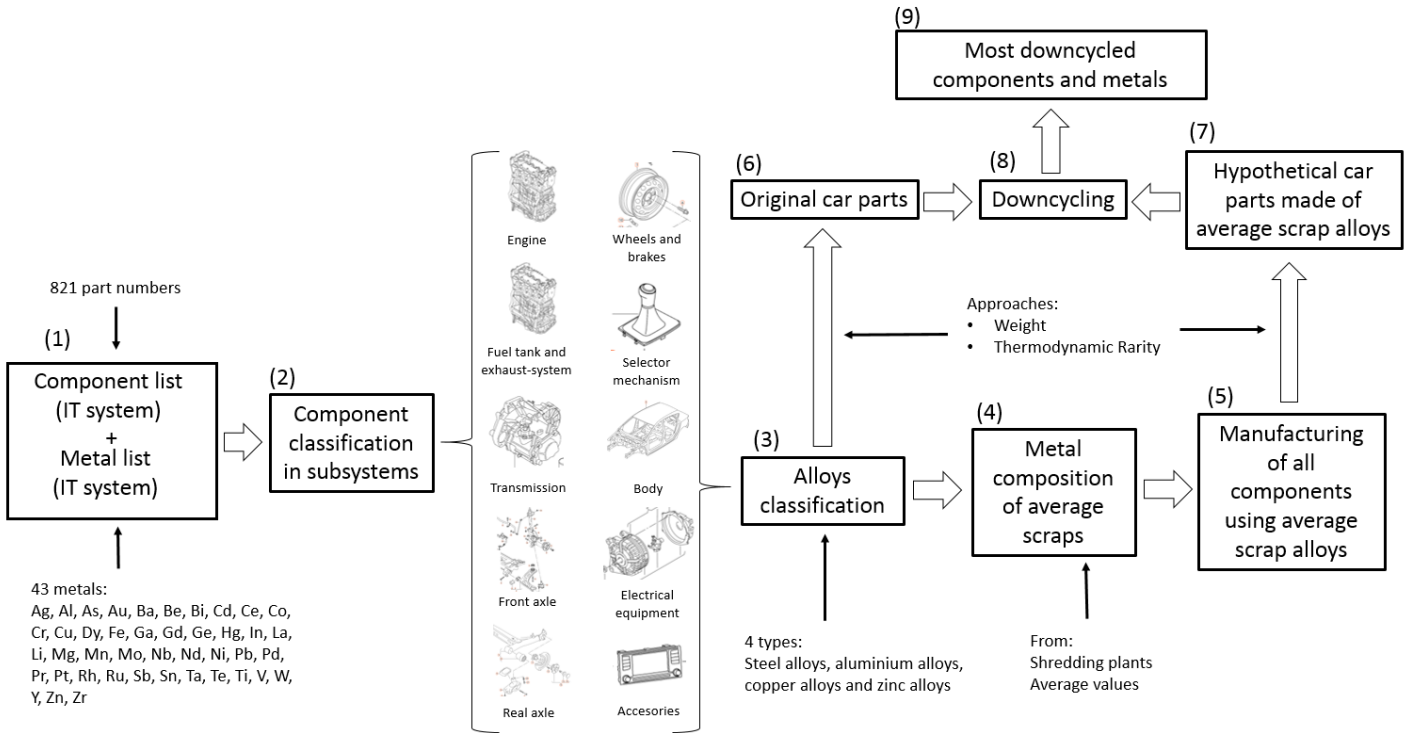 821 part numbers
(1)
Component list
(IT system)
+
Metal list
(IT system)
43 metals:
Ag, Al, As, Au, Ba, Be, Bi, Cd, Ce, Co,
Cr, Cu, Dy, Fe, Ga, Gd, Ge, Hg, In, La,
Li, Mg, Mn, Mo, Nb, Nd, Ni, Pb, Pd,
Pr, Pt, Rh, Ru, Sb, Sn, Ta, Te, Ti, V, W,
Y, Zn, Zr
(2)
Component
classification
in subsystems
Engine
Wheels and
brakes
Fuel tank and
exhaust-system
Selector
mechanism
Transmission
Body
Front axle
Electrical
equipment
Real axle
Accesories
(3)
Alloys
classification
4 types:
Steel alloys, aluminium alloys,
copper alloys and zinc alloys
(4)
Metal
composition
of average
scraps
From:
Shredding plants
Average values
(5)
Manufacturing
of all
components
using average
scrap alloys
Approaches:
• Weight
• Thermodynamic Rarity
(6)
Original car parts
(7)
Hypothetical car
parts made of
average scrap alloys
(8)
Downcycling
(9)
Most downcycled
components and metals